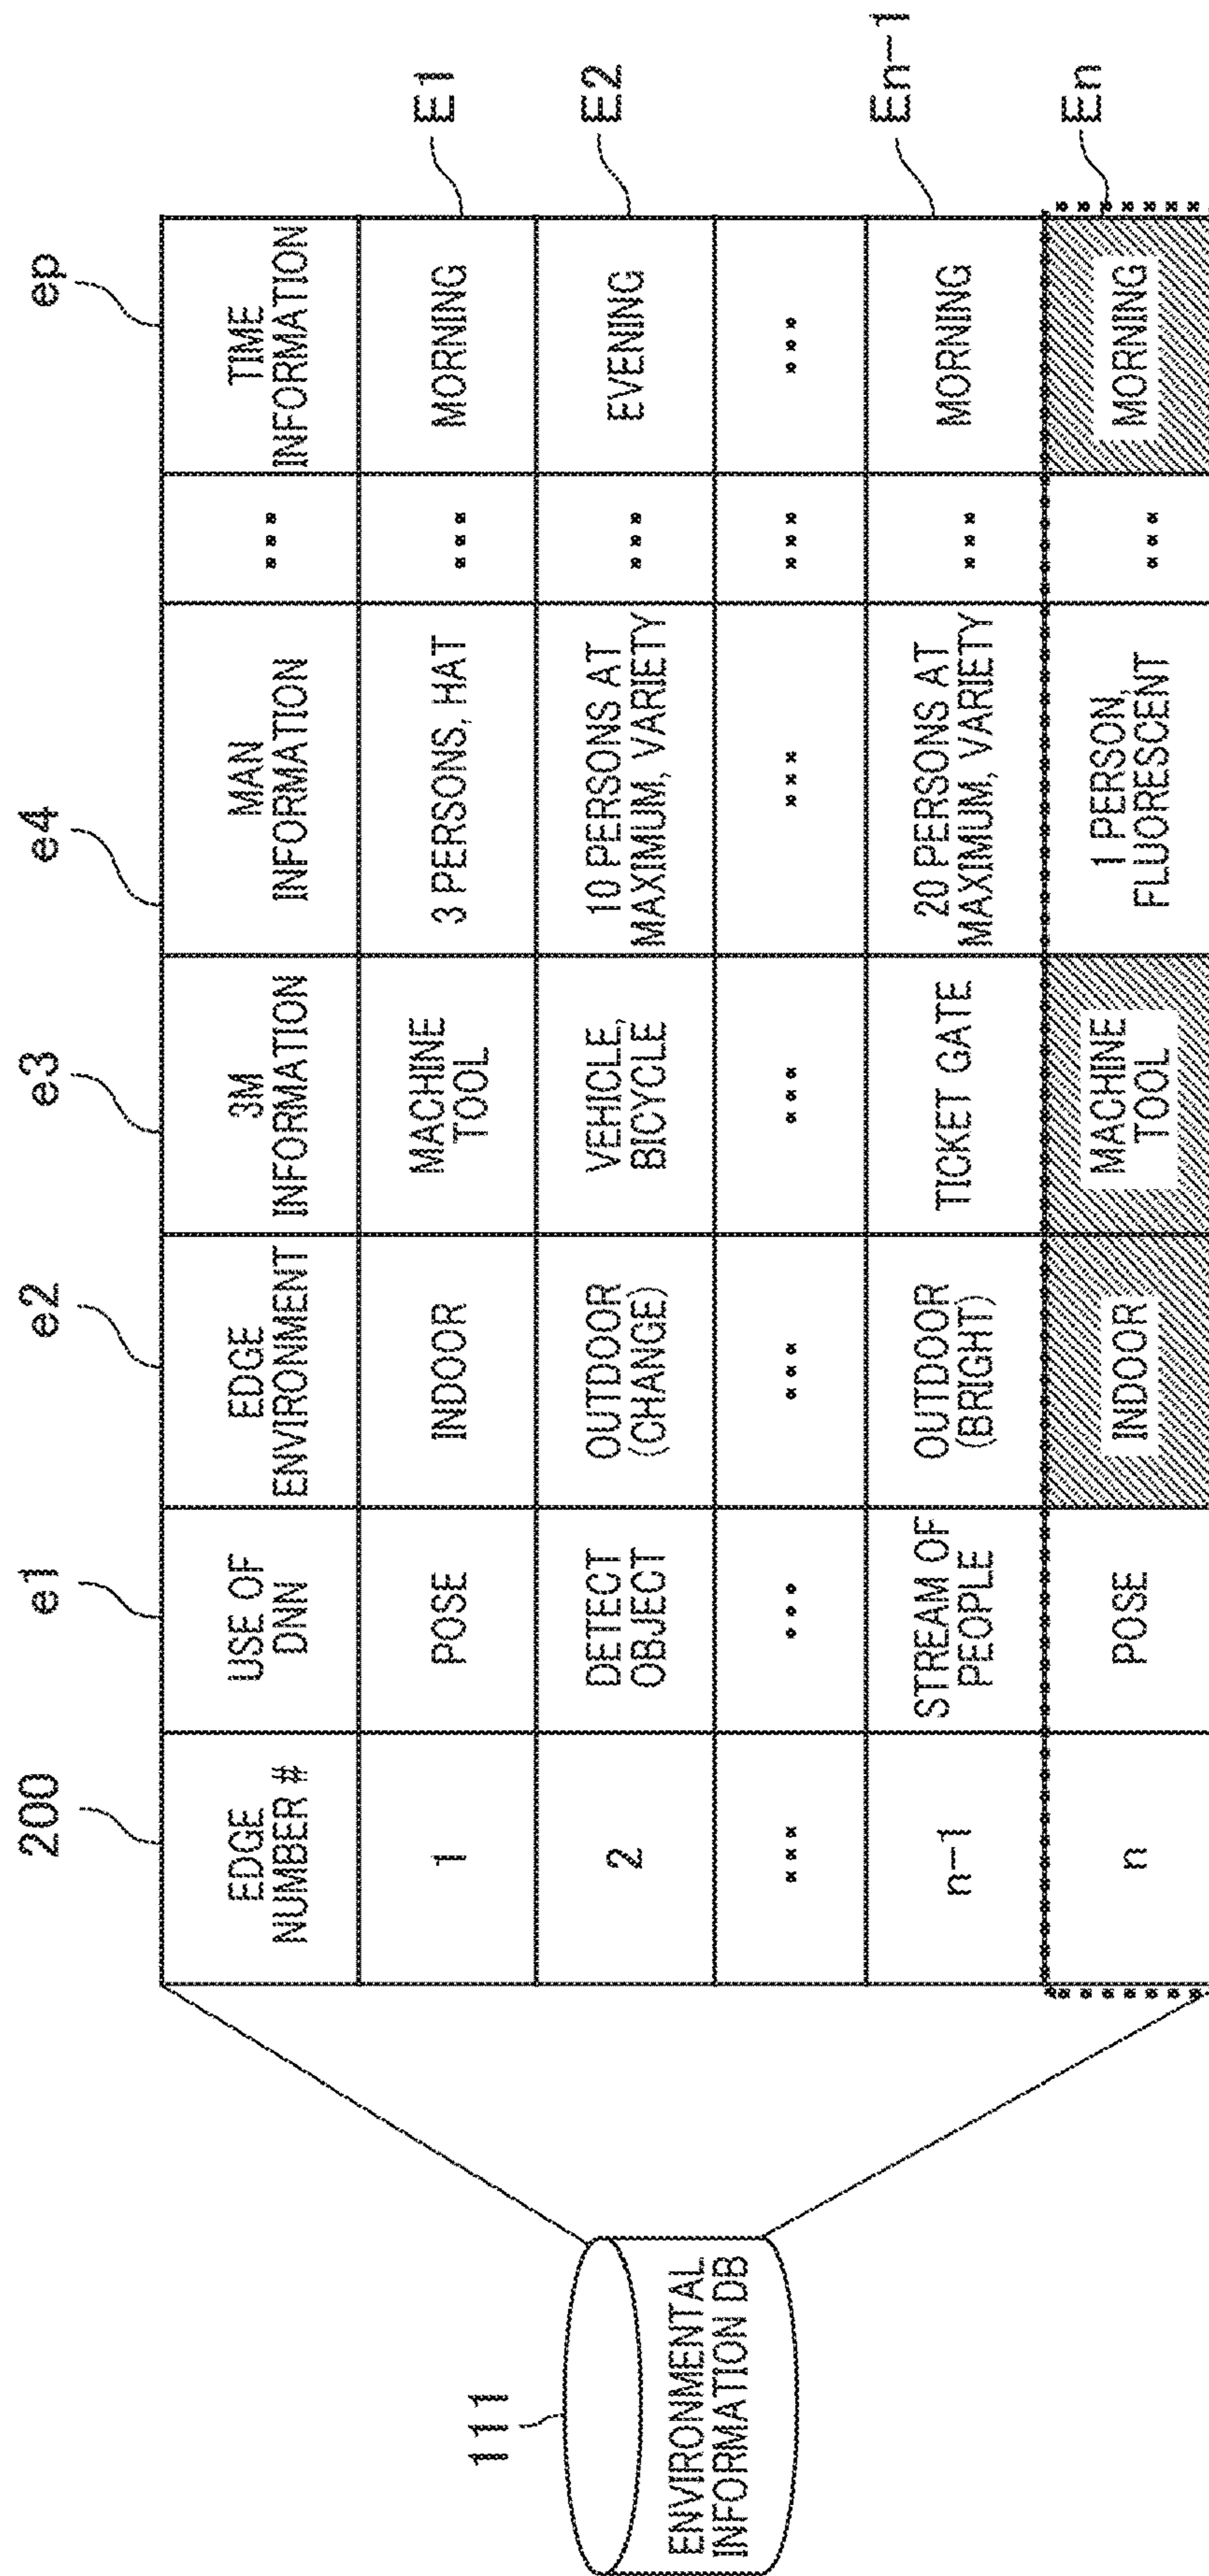 200
e1
e2
e3
e4
ep
EDGE
NUMBER #
USE OF
DNN
EDGE
ENVIRONMENT
3M
INFORMATION
MAN
INFORMATION
•••
TIME
INFORMATION
1
POSE
INDOOR
MACHINE
TOOL
3 PERSONS, HAT
•••
MORNING
E1
2
DETECT
OBJECT
OUTDOOR
(CHANGE)
VEHICLE,
BICYCLE
10 PERSONS AT
MAXIMUM, VARIETY
•••
EVENING
E2
•••
•••
•••
•••
•••
•••
•••
n-1
STREAM OF
PEOPLE
OUTDOOR
(BRIGHT)
TICKET GATE
20 PERSONS AT
MAXIMUM, VARIETY
•••
MORNING
En-1
n
POSE
INDOOR
MACHINE
TOOL
1 PERSON,
FLUORESCENT
•••
MORNING
En
111
ENVIRONMENTAL
INFORMATION DB